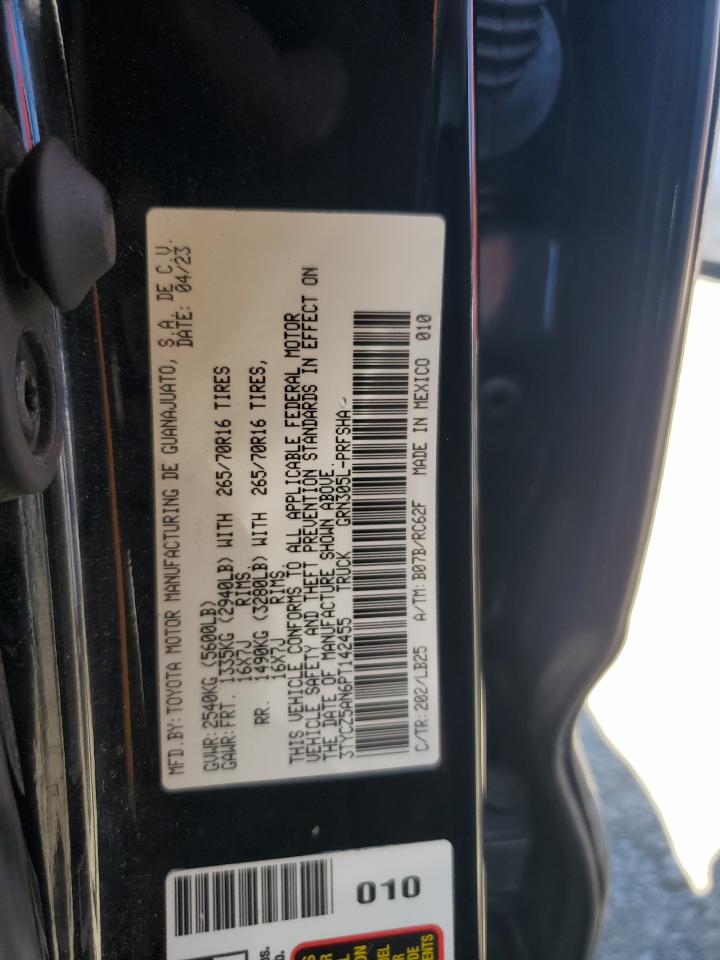 MFD.BY:TOYOTA MOTOR MANUFACTURING DE GUANAJUATO, S.A. DE C.V.
DATE: 04/23
GVWR:2540KG (5600LB)
GAWR:FRT. 1335KG (2940LB) WITH 265/70R16 TIRES
16X7J RIMS,
RR. 1490KG (3280LB) WITH 265/70R16 TIRES,
16X7J RIMS.
THIS VEHICLE CONFORMS TO ALL APPLICABLE FEDERAL MOTOR
VEHICLE SAFETY AND THEFT PREVENTION STANDARDS IN EFFECT ON
THE DATE OF MANUFACTURE SHOWN ABOVE.
3TYCZ5AN6PT142455 TRUCK GRN305L-PRFSHA
C/TR:202/LB25 A/TM:B07B/RC62F MADE IN MEXICO 010
010